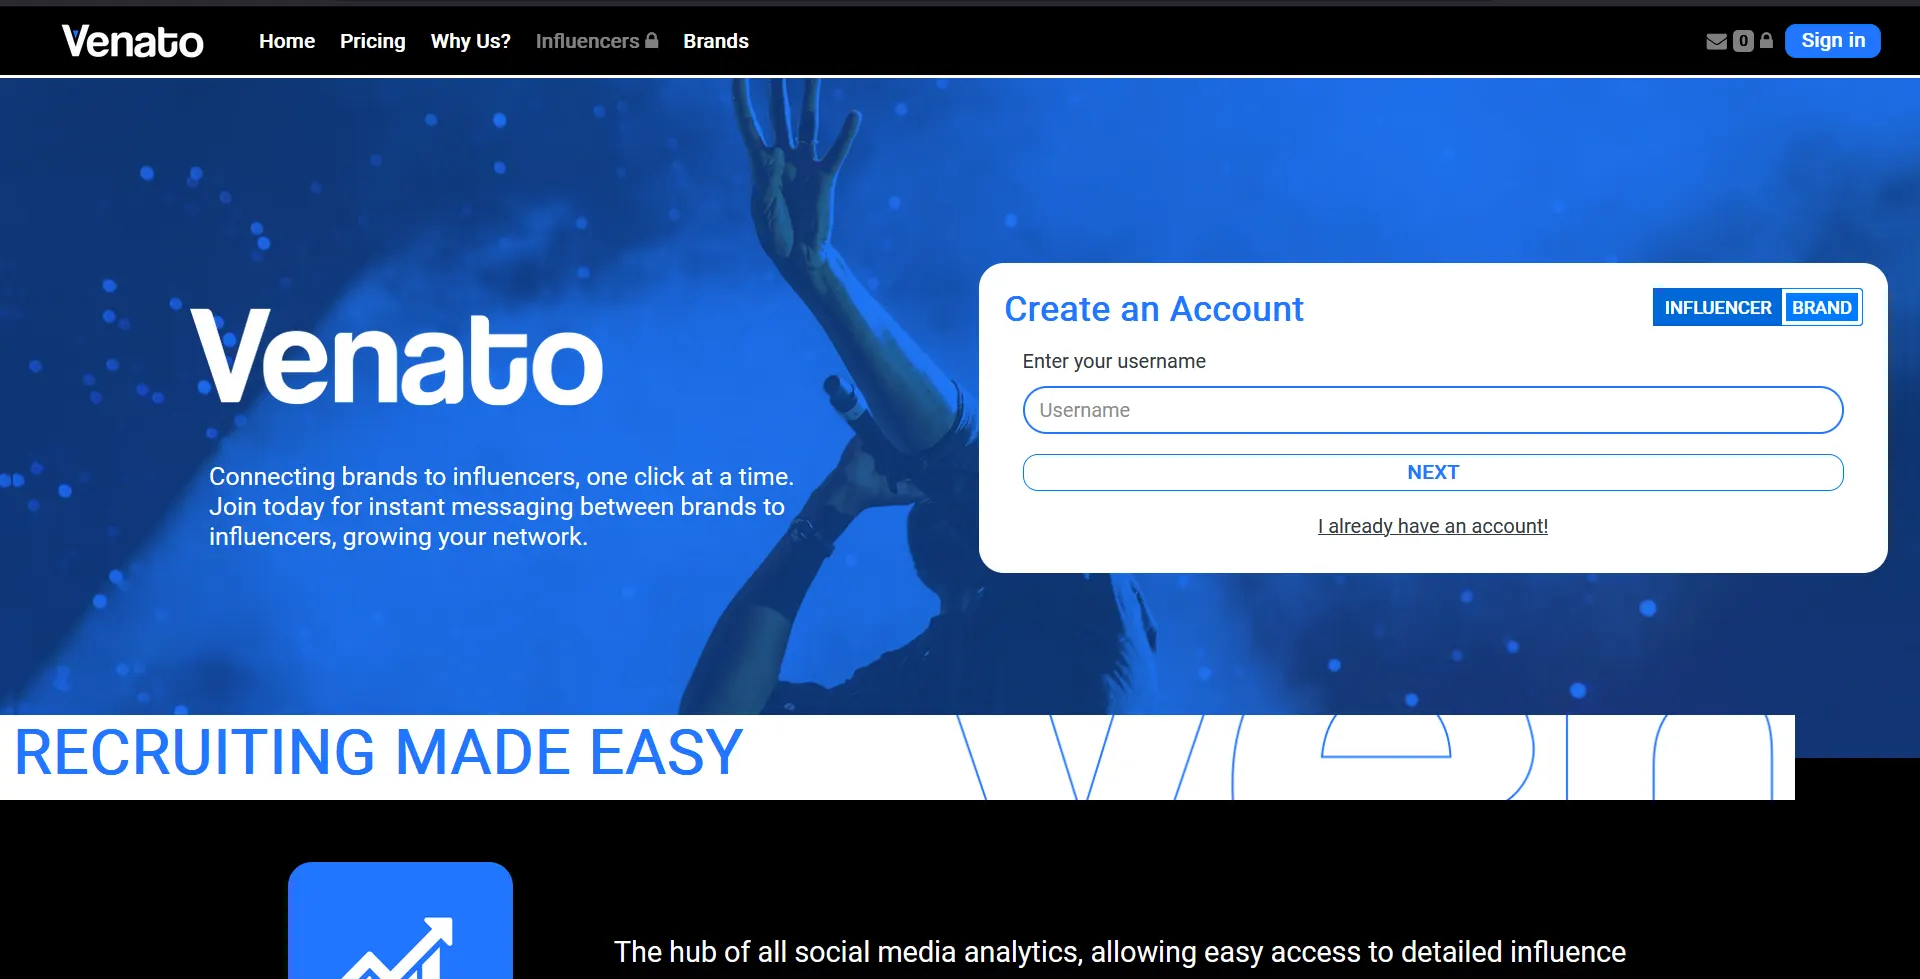 Venato
Home Pricing Why Us? Influencers Brands
0 Sign in
Venato
Connecting brands to influencers, one click at a time.
Join today for instant messaging between brands to
influencers, growing your network.
Create an Account
INFLUENCER BRAND
Enter your username
Username
NEXT
I already have an account!
RECRUITING MADE EASY
Ven
The hub of all social media analytics, allowing easy access to detailed influence